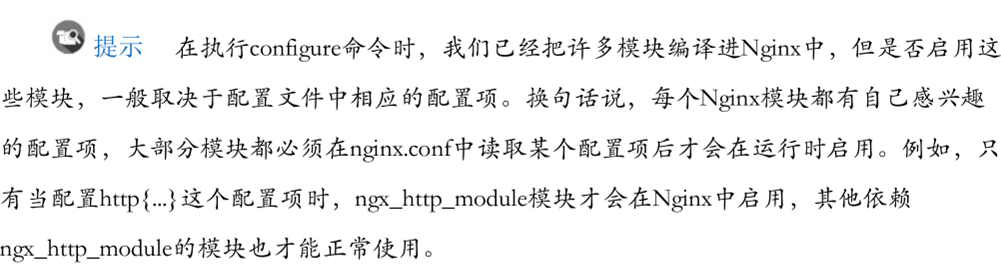 提示 在执行configure命令时，我们已经把许多模块编译进Nginx中，但是否启用这
些模块，一般取决于配置文件中相应的配置项。换句话说，每个Nginx模块都有自己感兴趣
的配置项，大部分模块都必须在nginx.conf中读取某个配置项后才会在运行时启用。例如，只
有当配置http{...}这个配置项时，ngx_http_module模块才会在Nginx中启用，其他依赖
ngx_http_module的模块也才能正常使用。